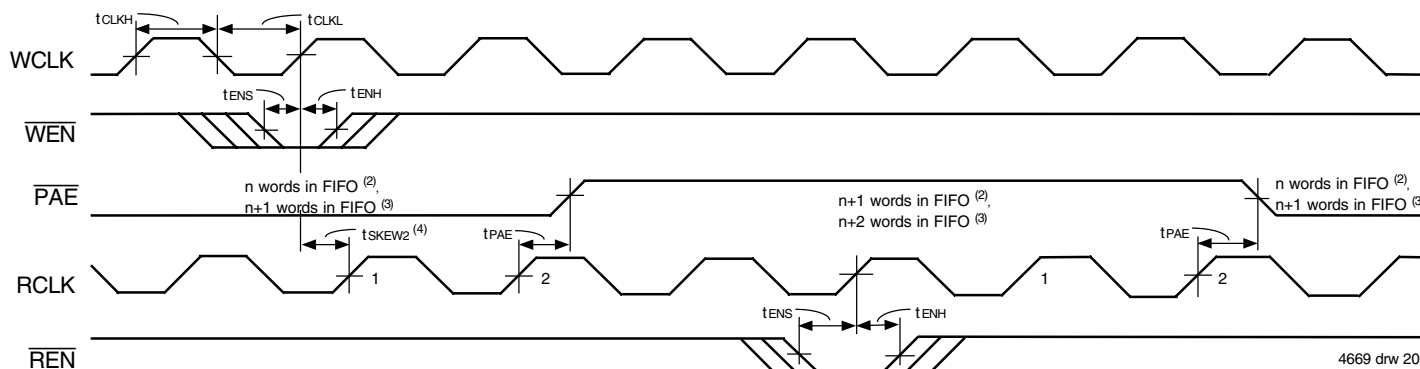 tCLKH
tCLKL
WCLK
tENS
tENH
WEN
n words in FIFO (2),
n+1 words in FIFO (3)
PAE
n+1 words in FIFO (2),
n+2 words in FIFO (3)
n words in FIFO (2),
n+1 words in FIFO (3
tSKEW2 (4)
tPAE
tPAE
RCLK
1
2
1
2
tENS
tENH
REN
4669 drw 20